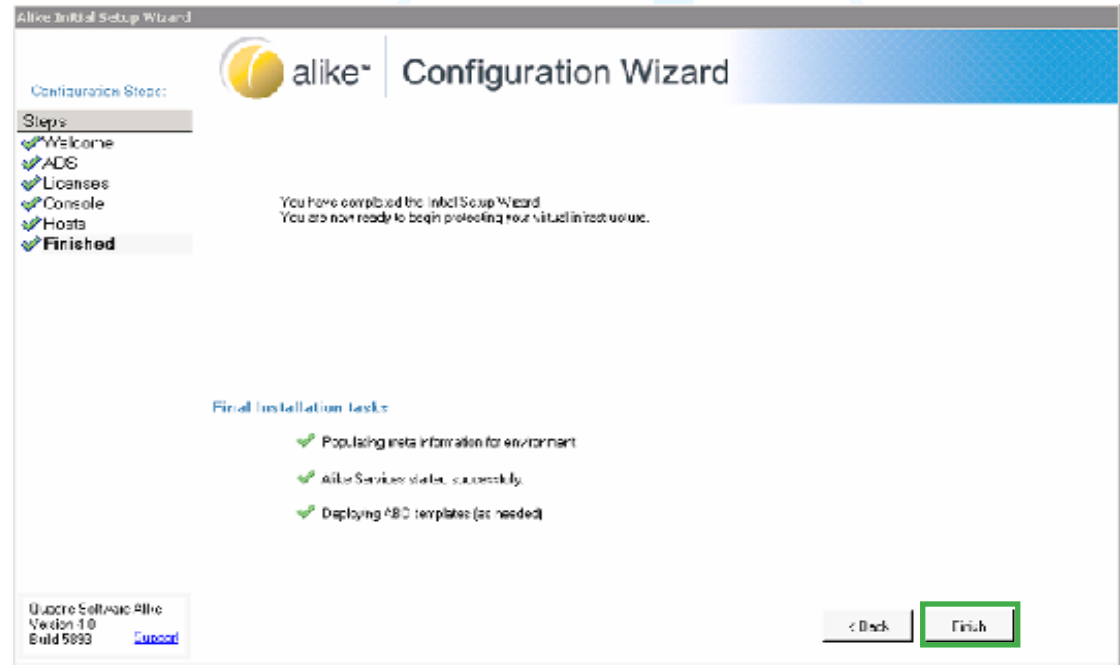 Alike Initial Setup Wizard
alike™
Configuration Wizard
Configuration Steps:
Steps
Welcome
ADS
Licenses
Console
Hosts
Finished
You have completed the Initial Setup Wizard
You are now ready to begin protecting your virtual infrastructure.
Final Installation tasks
Populating meta information for environment
Alike Services started successfully.
Deploying ABD templates (as needed)
Quadric Software Alike
Version 4.0
Build 5893
Support
< Back
Finish